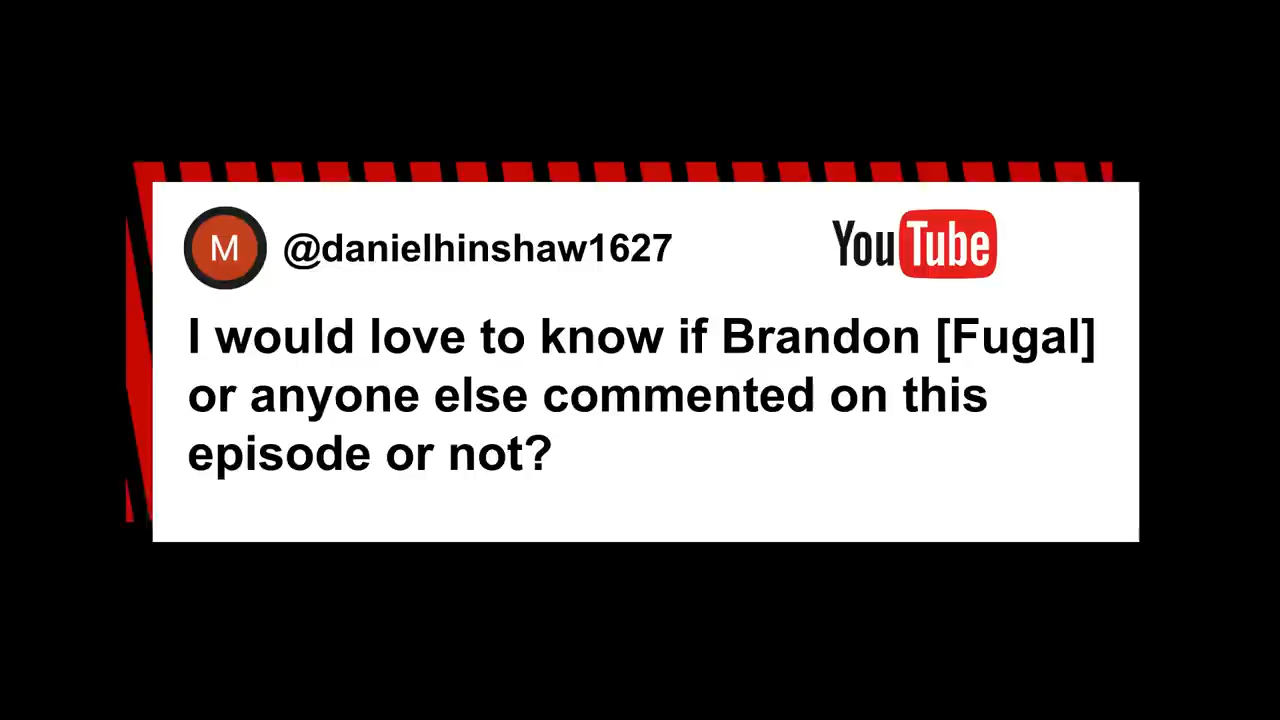 M @danielhinshaw1627 YouTube
I would love to know if Brandon [Fugal]
or anyone else commented on this
episode or not?